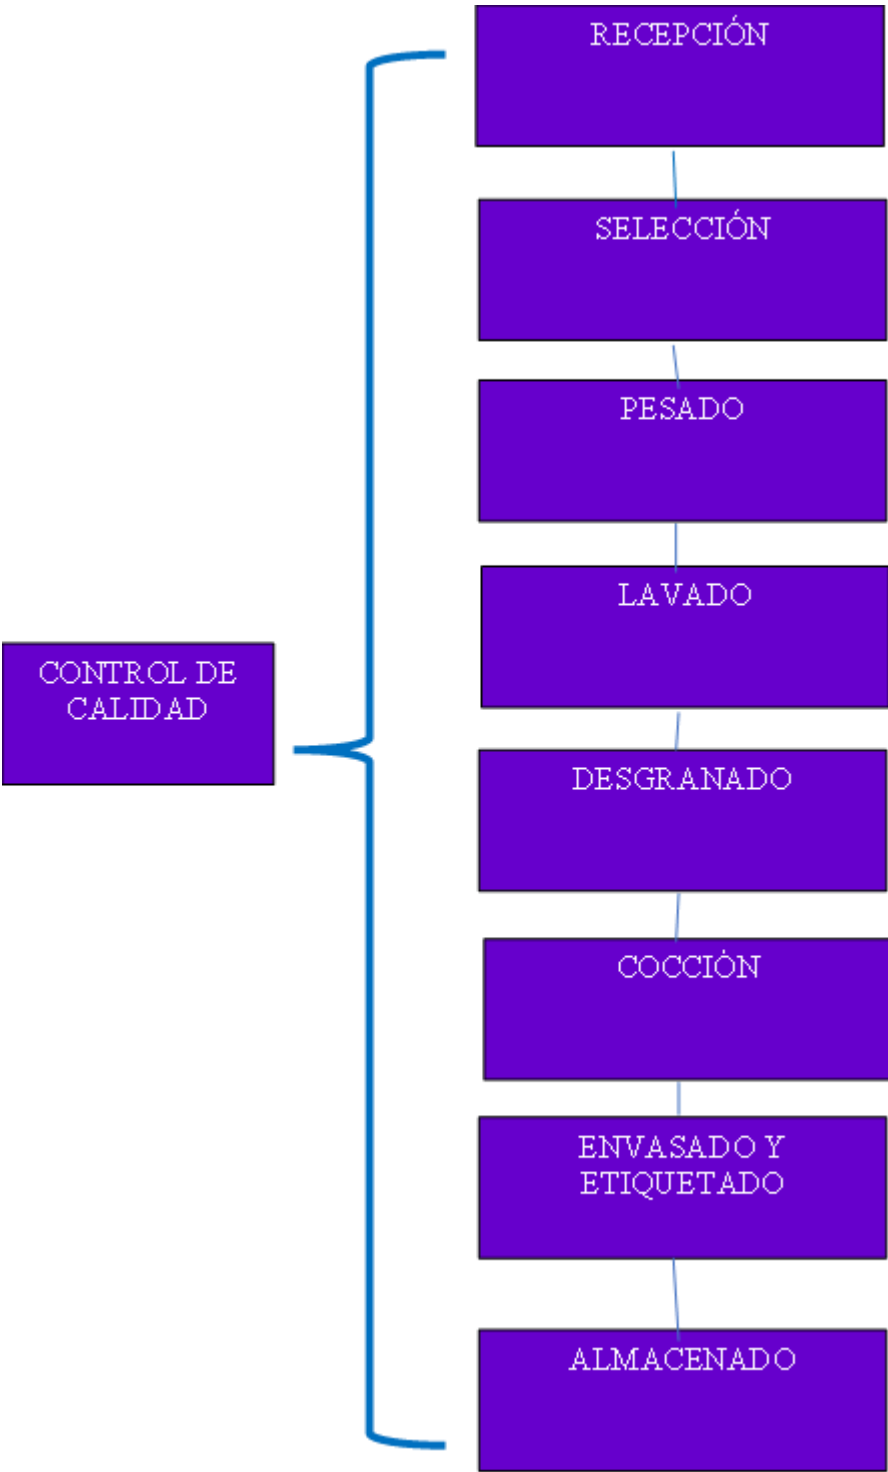 RECEPCIÓN
SELECCIÓN
PESADO
LAVADO
CONTROL DE
CALIDAD
DESGRANADO
COCCIÓN
ENVASADO Y
ETIQUETADO
ALMACENADO